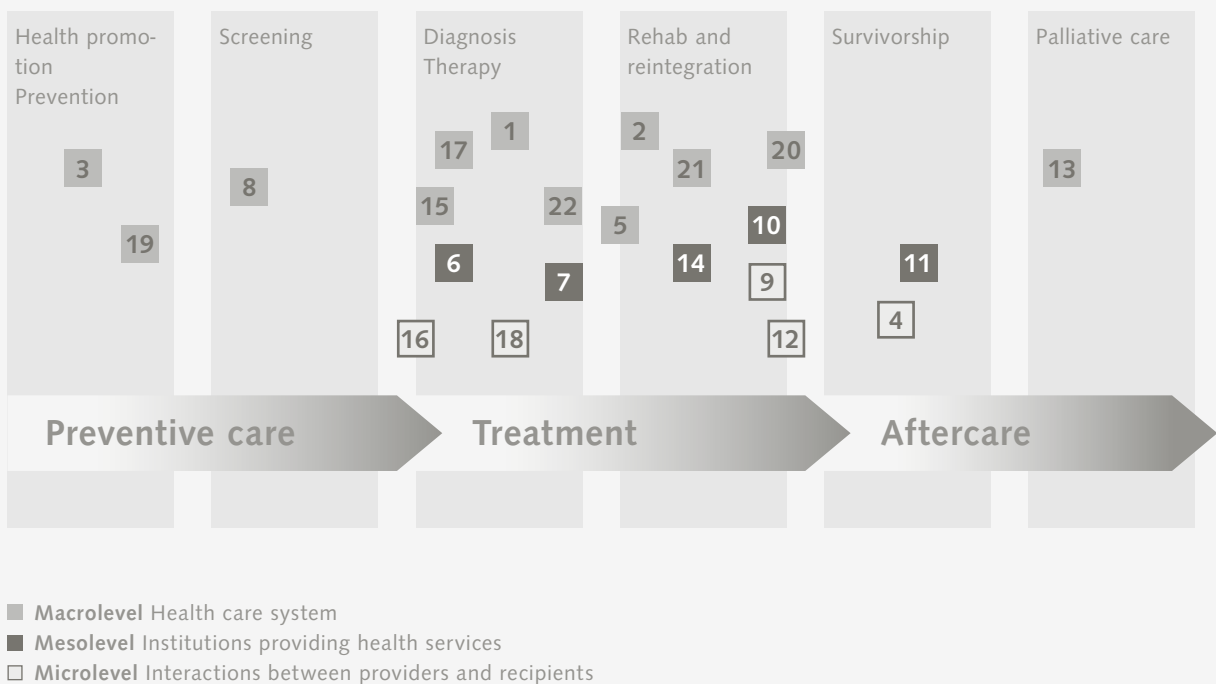 Health promo-
tion
Prevention
Screening
Diagnosis
Therapy
Rehab and
reintegration
Survivorship
Palliative care
1
2
17
20
3
21
13
8
15
22
5
10
19
6
14
11
7
9
4
16
18
12
Preventive care
Treatment
Aftercare
Macrolevel Health care system
Mesolevel Institutions providing health services
Microlevel Interactions between providers and recipients